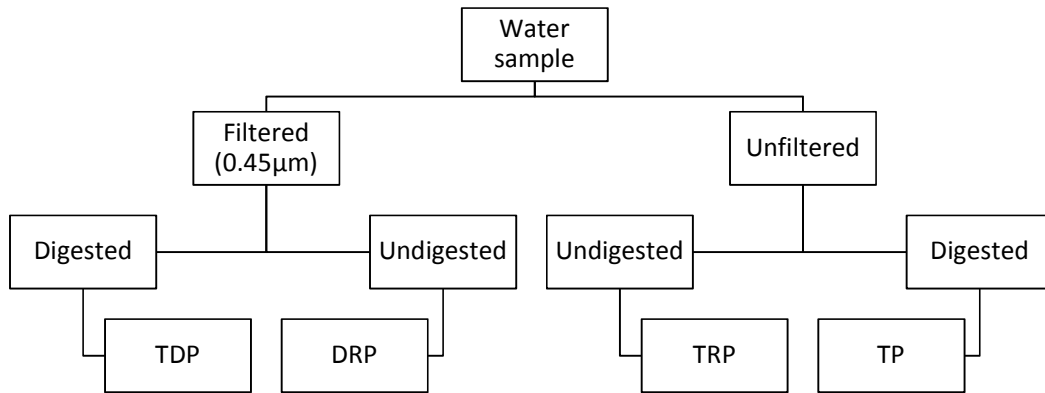 Water
sample
Filtered
(0.45µm)
Unfiltered
Digested
Undigested
Undigested
Digested
TDP
DRP
TRP
TP